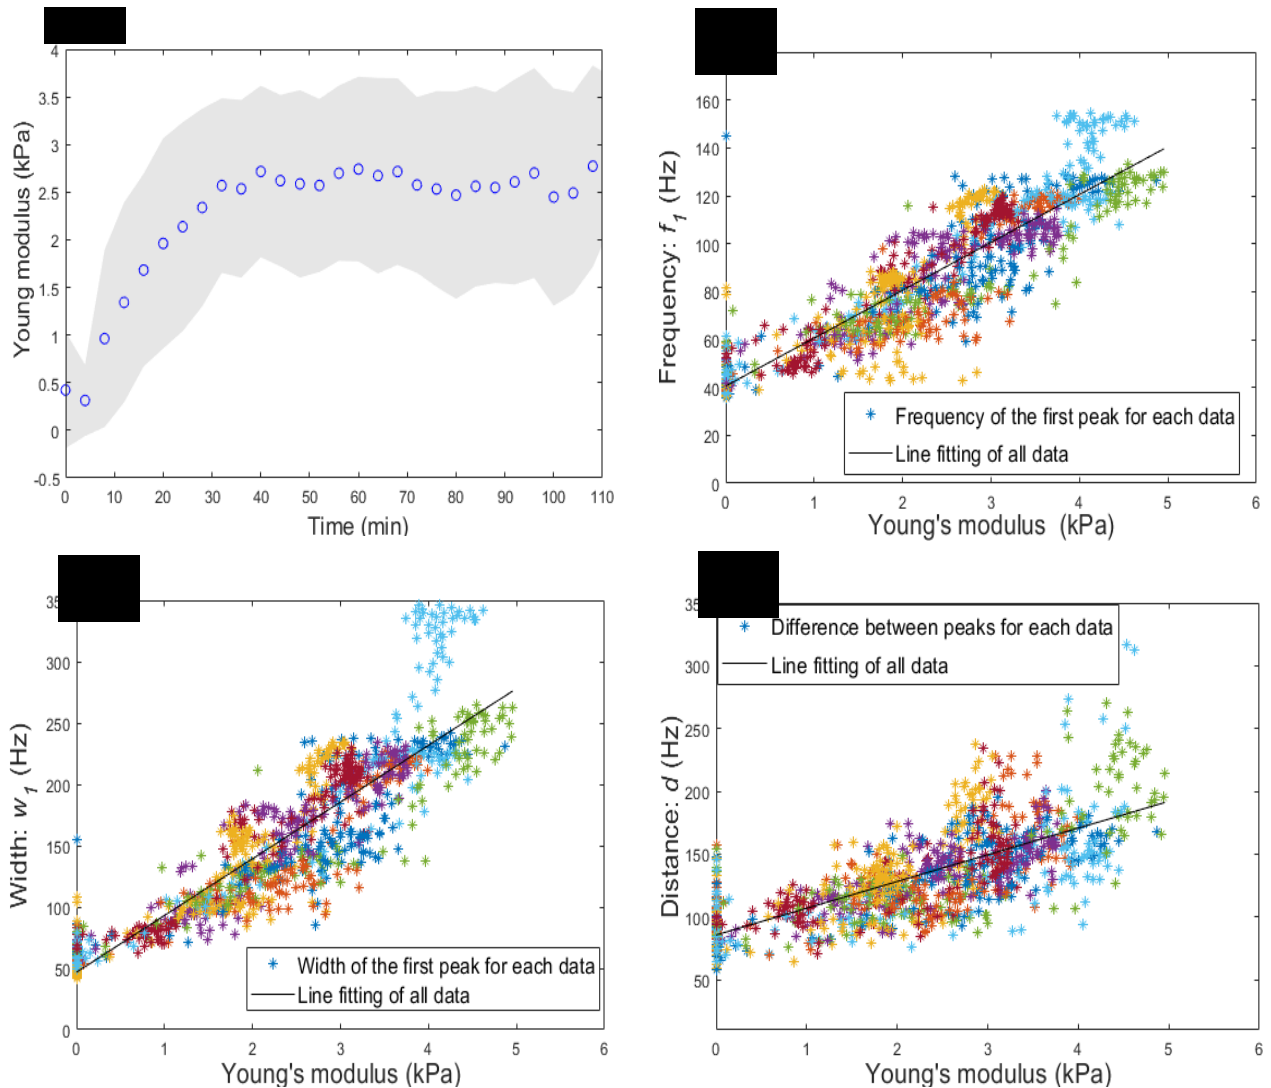 4
3.5
3
2.5
2
1.5
1
0.5
0
-0.5
Young modulus (kPa)
0 10 20 30 40 50 60 70 80 90 100 110
Time (min)
160
140
120
100
80
60
40
20
0
Frequency: f1 (Hz)
Frequency of the first peak for each data
Line fitting of all data
0 1 2 3 4 5 6
Young's modulus (kPa)
35
300
250
200
150
100
50
0
Width: w1 (Hz)
Width of the first peak for each data
Line fitting of all data
0 1 2 3 4 5 6
Young's modulus (kPa)
35
300
250
200
150
100
50
Distance: d (Hz)
Difference between peaks for each data
Line fitting of all data
0 1 2 3 4 5 6
Young's modulus (kPa)